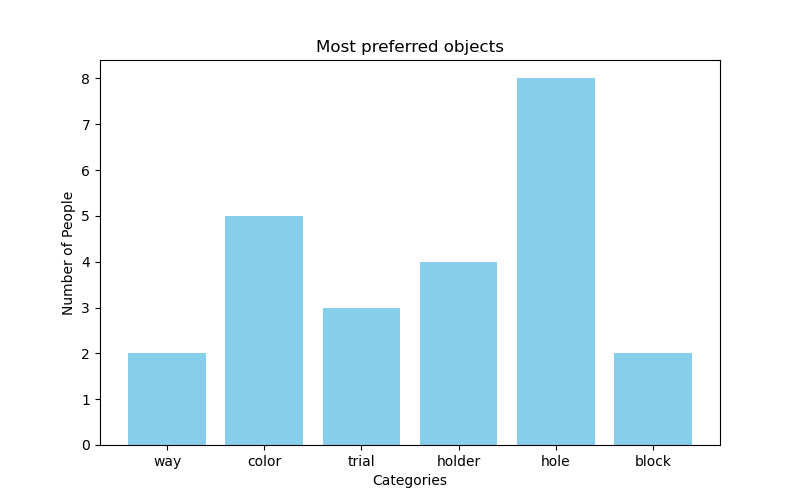 Most preferred objects
Number of People
8
7
6
5
4
3
2
1
0
way color trial holder hole block
Categories